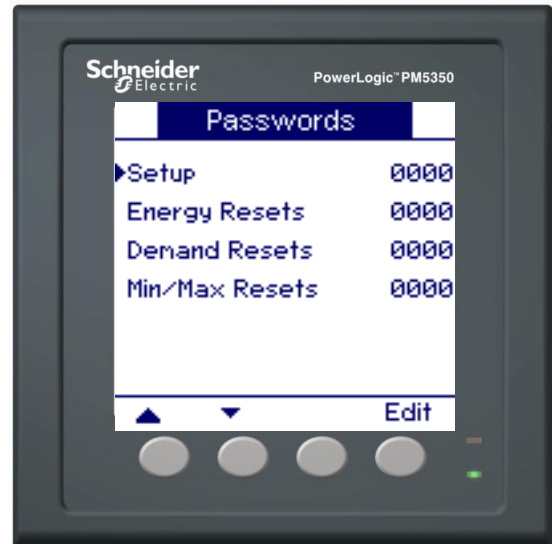 Schneider
Electric
PowerLogic™ PM5350
Passwords
Setup 0000
Energy Resets 0000
Demand Resets 0000
Min/Max Resets 0000
Edit